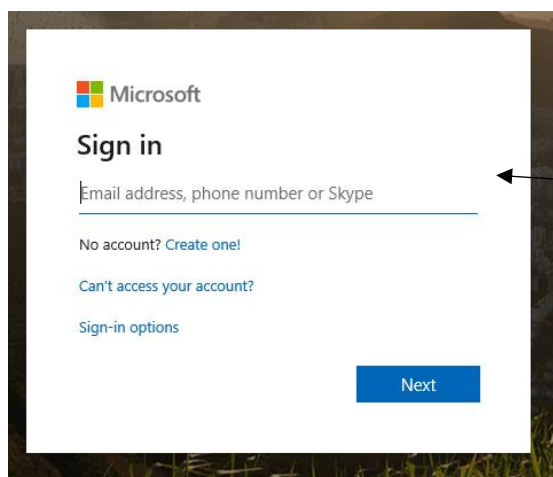 Microsoft
Sign in
Email address, phone number or Skype
No account? Create one!
Can't access your account?
Sign-in options
Next